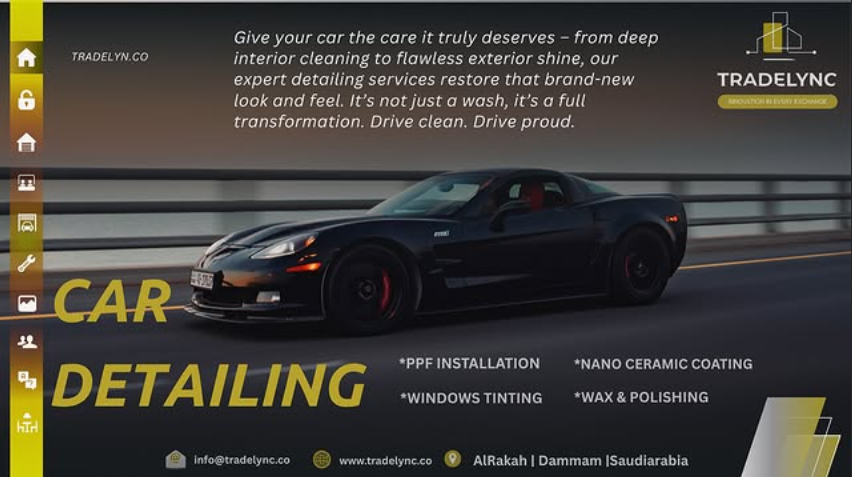 TRADELYN.CO
Give your car the care it truly deserves – from deep
interior cleaning to flawless exterior shine, our
expert detailing services restore that brand-new
look and feel. It's not just a wash, it's a full
transformation. Drive clean. Drive proud.
TRADELYNC
INNOVATION IN EVERY EXCHANGE
CAR
DETAILING
*PPF INSTALLATION
*NANO CERAMIC COATING
*WINDOWS TINTING
*WAX & POLISHING
info@tradelync.co
www.tradelync.co
AlRakah | Dammam |Saudiarabia